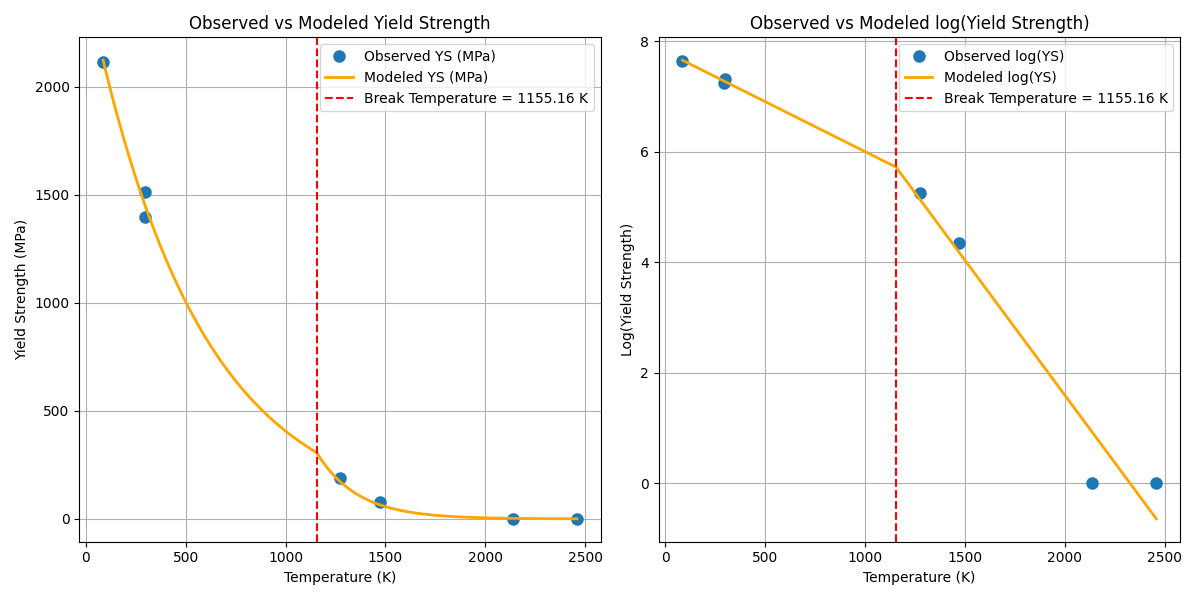 Observed vs Modeled Yield Strength
Observed YS (MPa)
Modeled YS (MPa)
Break Temperature = 1155.16 K
Yield Strength (MPa)
2000
1500
1000
500
0
0 500 1000 1500 2000 2500
Temperature (K)
Observed vs Modeled log(Yield Strength)
Observed log(YS)
Modeled log(YS)
Break Temperature = 1155.16 K
Log(Yield Strength)
8
6
4
2
0
0 500 1000 1500 2000 2500
Temperature (K)